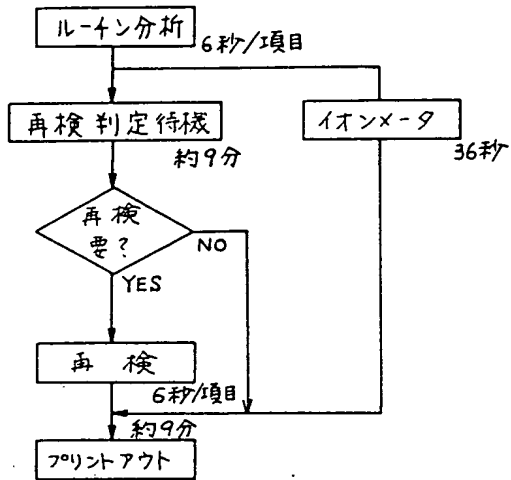 ルーチン分析
6秒/項目
再検判定待機
イオンメータ
約9分
36秒
再検
要?
NO
YES
再検
6秒/項目
約9分
プリントアウト